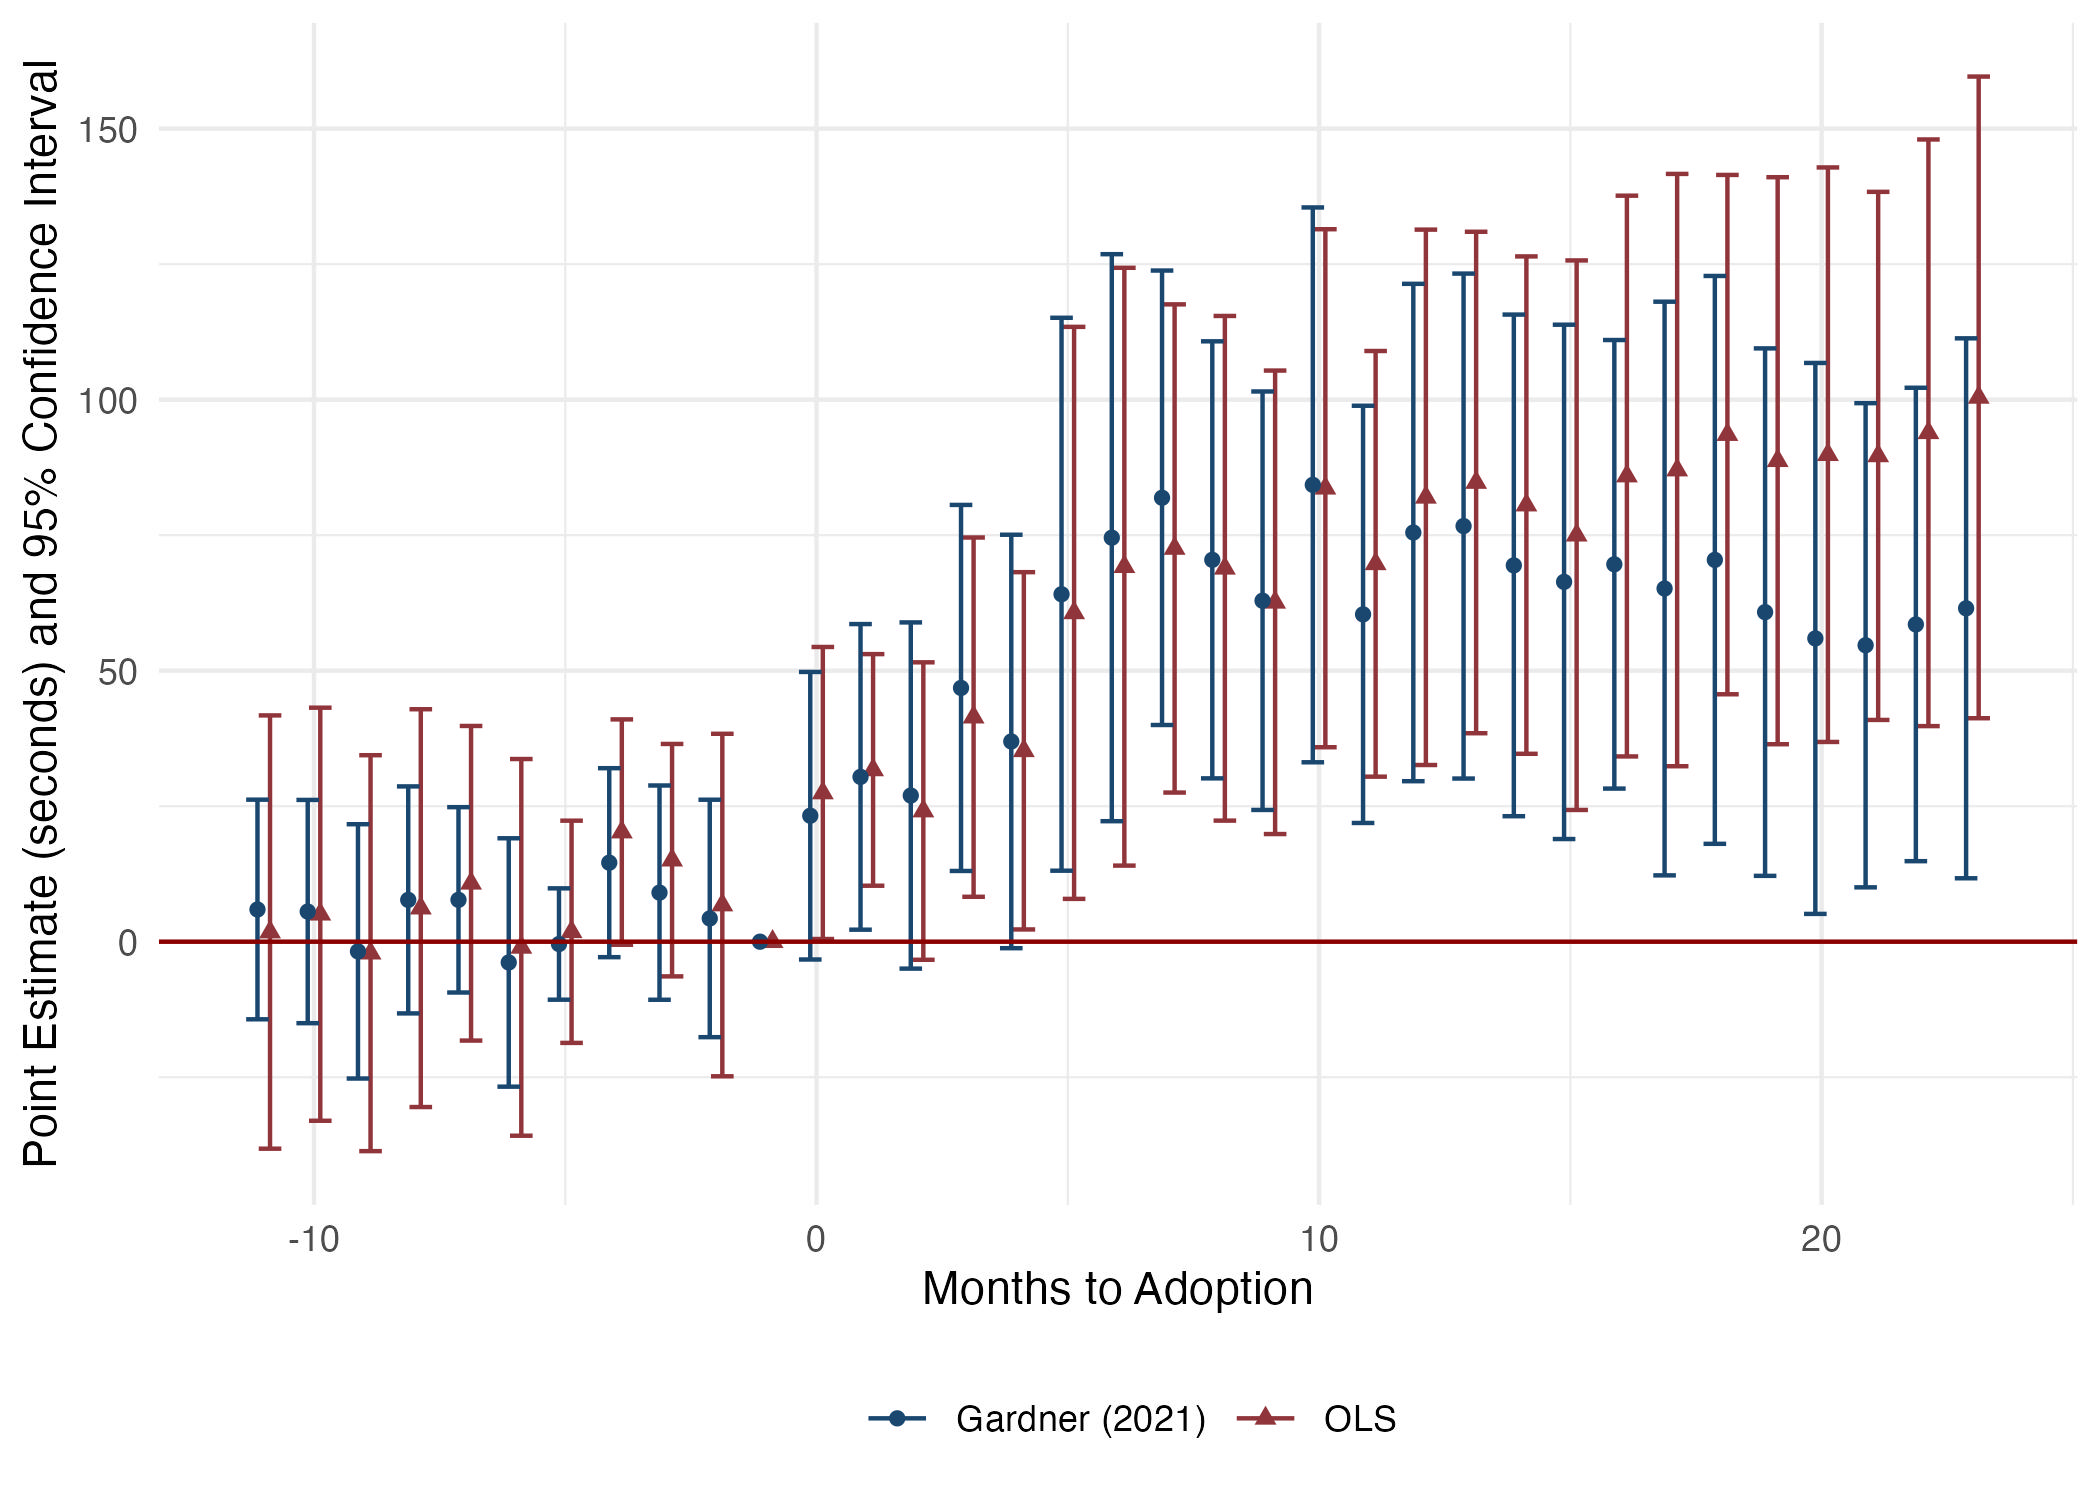 Point Estimate (seconds) and 95% Confidence Interval
150
100
50
0
-10
0
10
20
Months to Adoption
Gardner (2021)
OLS